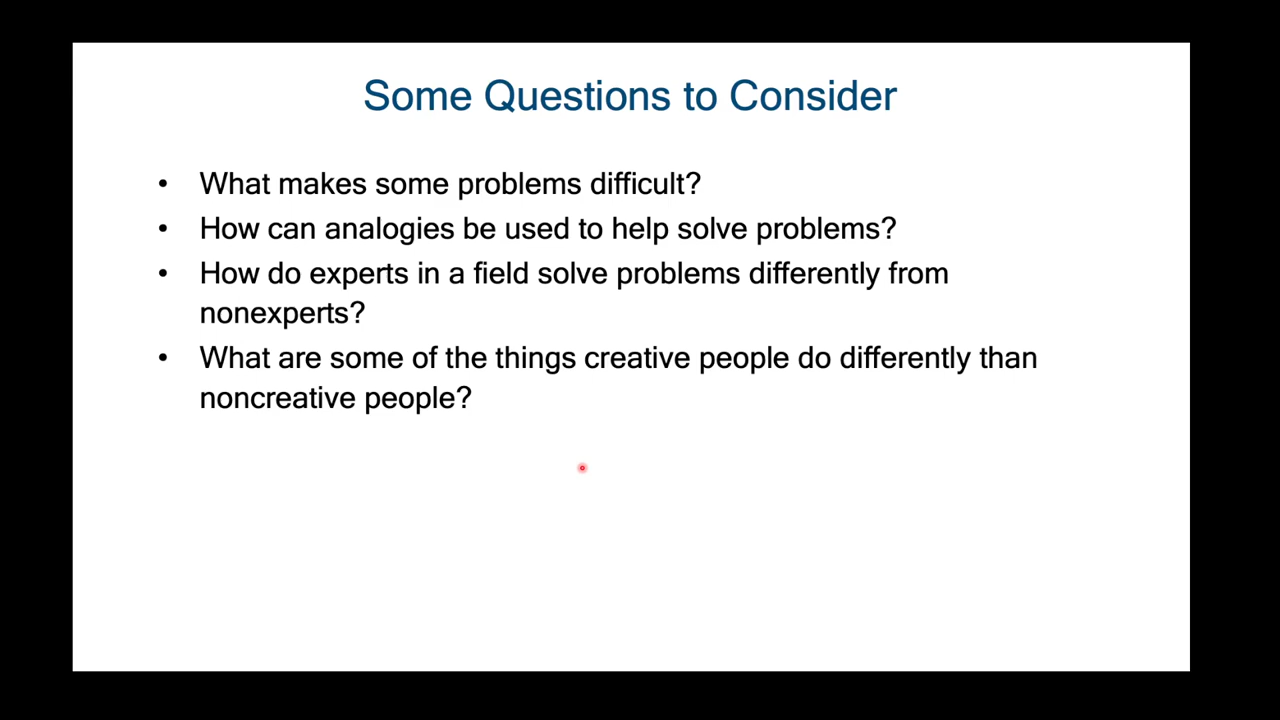 Some Questions to Consider
• What makes some problems difficult?
• How can analogies be used to help solve problems?
• How do experts in a field solve problems differently from
nonexperts?
• What are some of the things creative people do differently than
noncreative people?